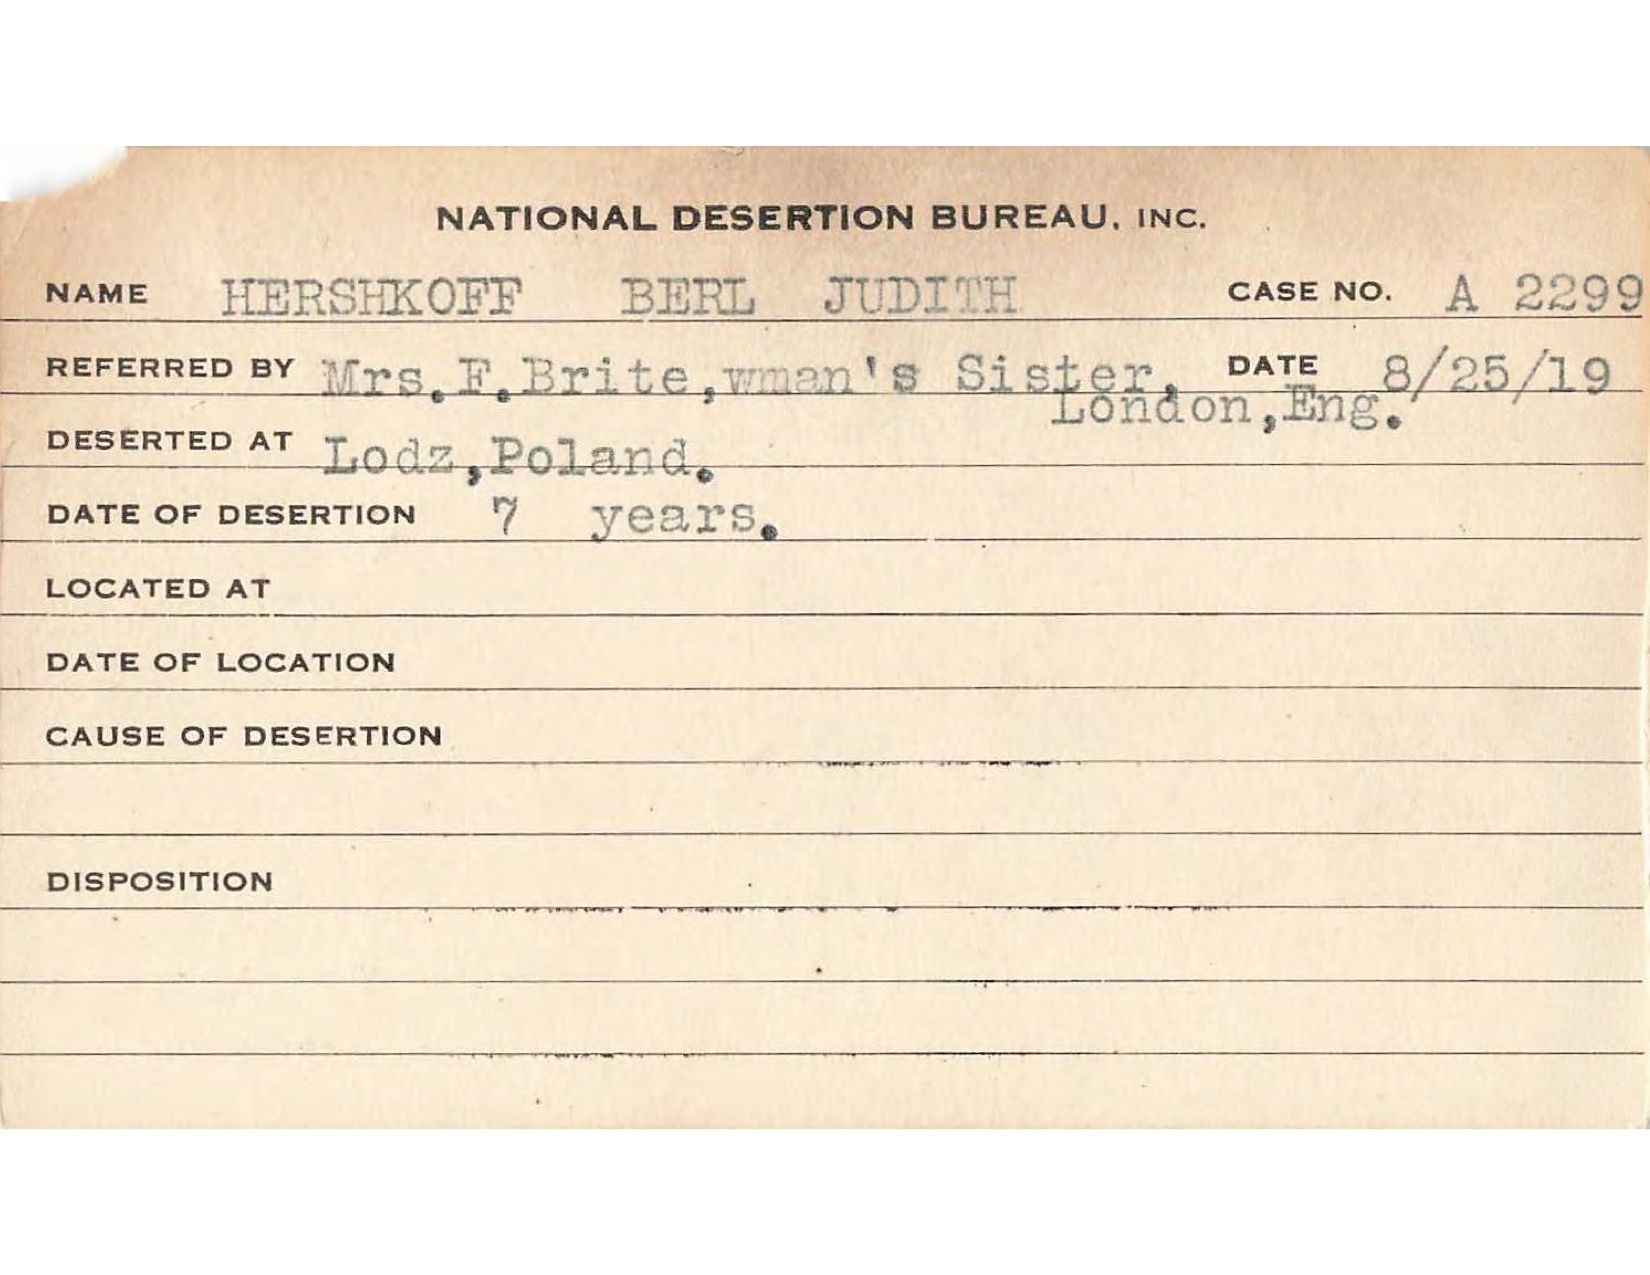 NATIONAL DESERTION BUREAU, INC.
NAME HERSHKOFF BERL JUDITH CASE NO. A 2299
REFERRED BY Mrs.F.Brite,wman's Sister, DATE 8/25/19
London,Eng.
DESERTED AT Lodz,Poland.
DATE OF DESERTION 7 years.
LOCATED AT
DATE OF LOCATION
CAUSE OF DESERTION
DISPOSITION